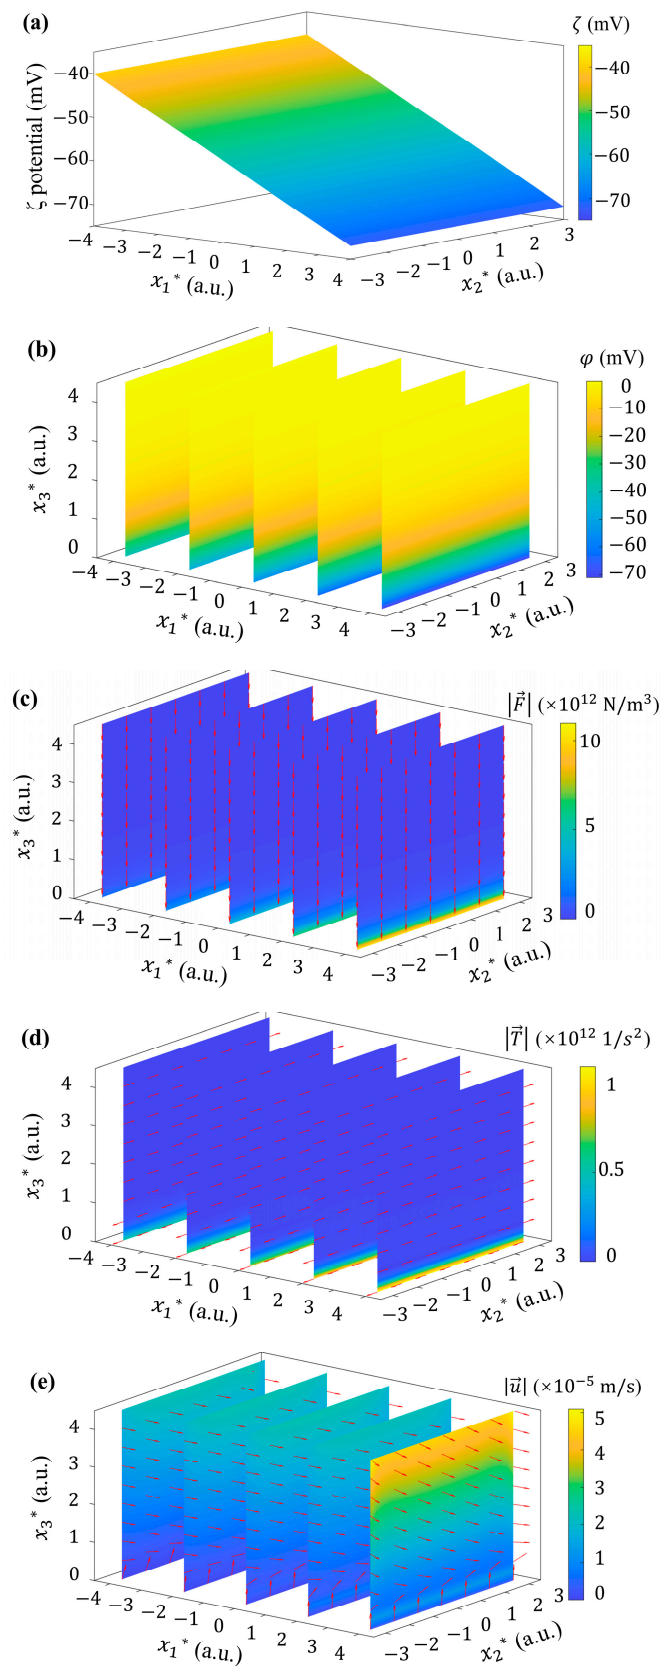 (a)
ζ (mV)
−40
−50
−60
−70
ζ potential (mV)
−4 −3 −2 −1 0 1 2 3 4
x₁* (a.u.)
−3 −2 −1 0 1 2 3
x₂* (a.u.)
−40
−50
−60
−70
(b)
φ (mV)
4
3
2
1
0
x₃* (a.u.)
−4 −3 −2 −1 0 1 2 3 4
x₁* (a.u.)
−3 −2 −1 0 1 2 3
x₂* (a.u.)
0
−10
−20
−30
−40
−50
−60
−70
(c)
|F⃗| (×10¹² N/m³)
4
3
2
1
0
x₃* (a.u.)
−4 −3 −2 −1 0 1 2 3 4
x₁* (a.u.)
−3 −2 −1 0 1 2 3
x₂* (a.u.)
10
5
0
(d)
|T⃗| (×10¹² 1/s²)
4
3
2
1
0
x₃* (a.u.)
−4 −3 −2 −1 0 1 2 3 4
x₁* (a.u.)
−3 −2 −1 0 1 2 3
x₂* (a.u.)
1
0.5
0
(e)
|u⃗| (×10⁻⁵ m/s)
4
3
2
1
0
x₃* (a.u.)
−4 −3 −2 −1 0 1 2 3 4
x₁* (a.u.)
−3 −2 −1 0 1 2 3
x₂* (a.u.)
5
4
3
2
1
0